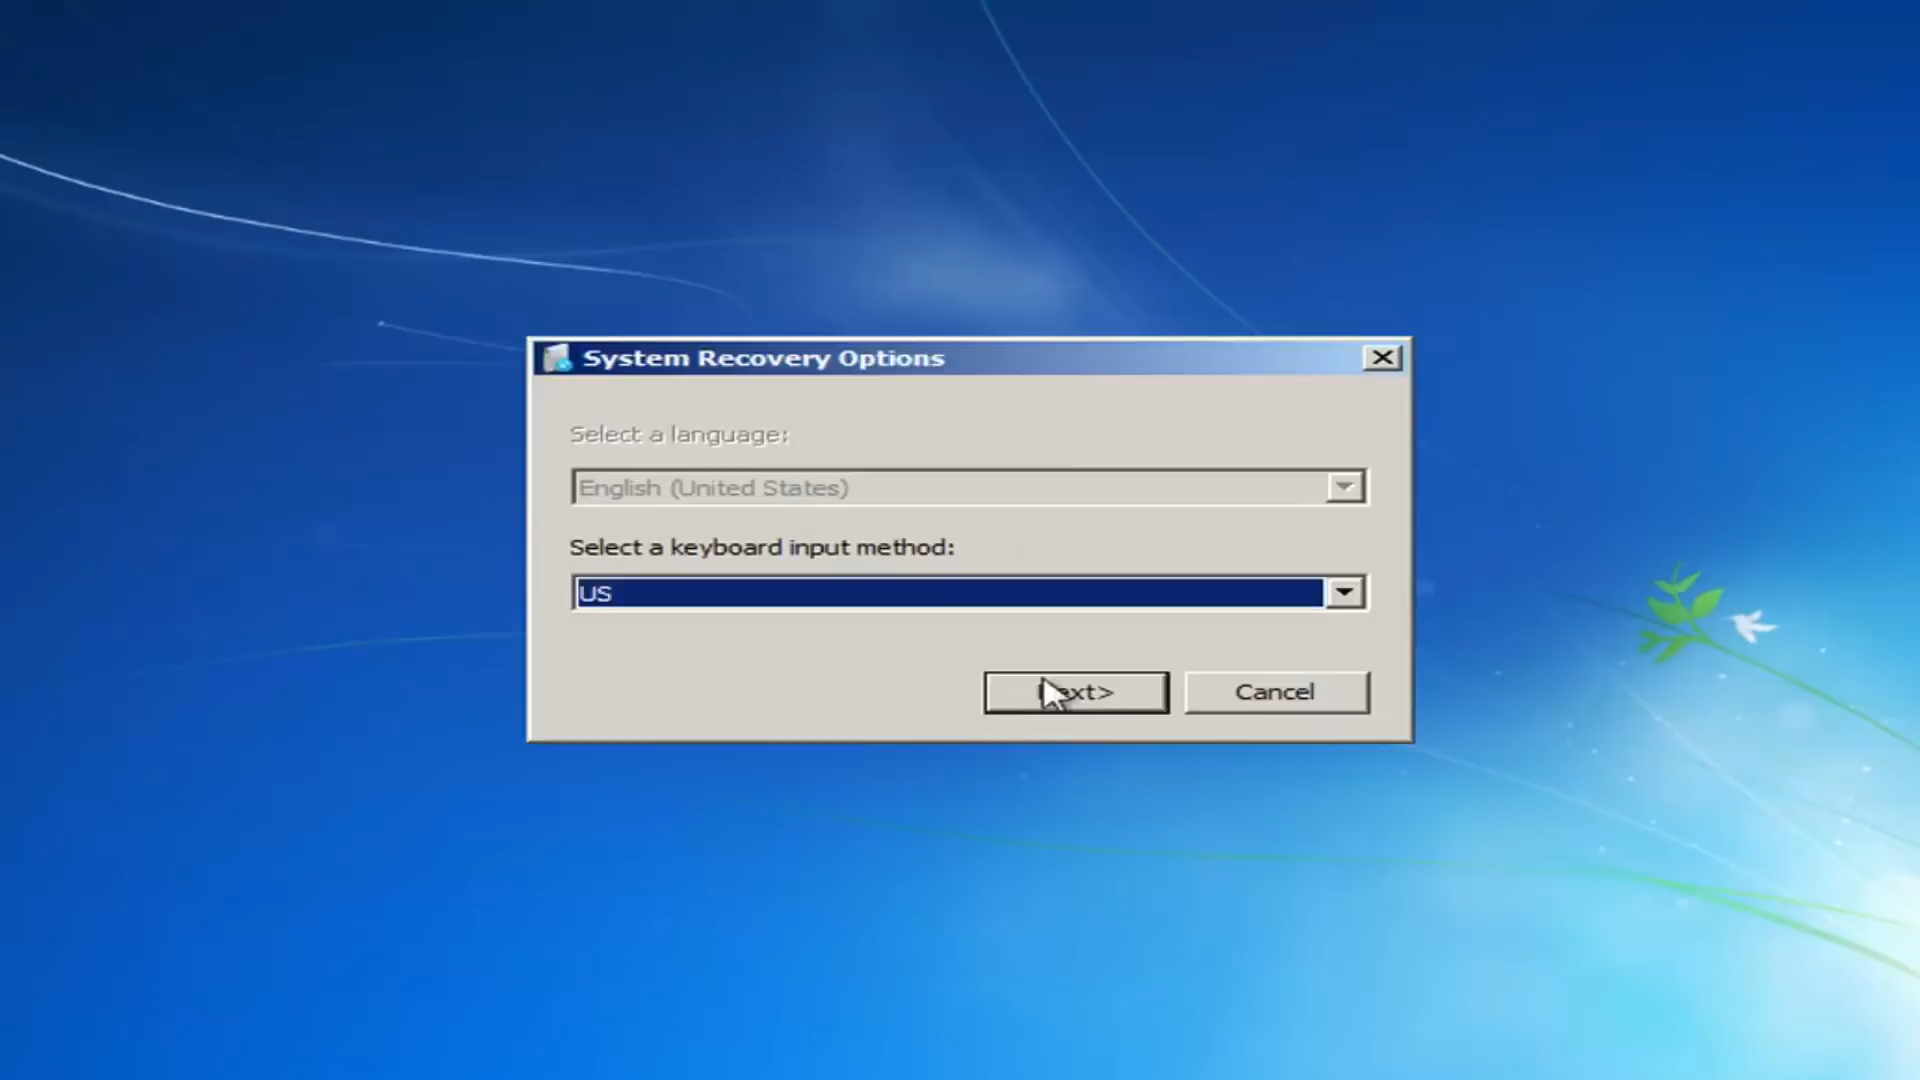 System Recovery Options
Select a language:
English (United States)
Select a keyboard input method:
US
Cancel